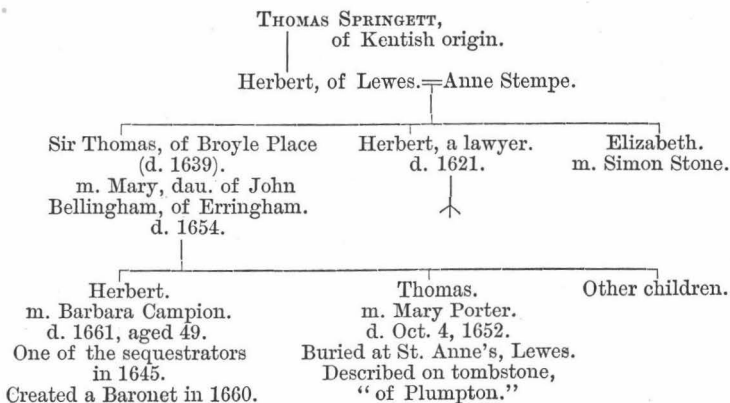 THOMAS SPRINGETT,
of Kentish origin.
Herbert, of Lewes.=Anne Stempe.
Sir Thomas, of Broyle Place
(d. 1639).
m. Mary, dau. of John
Bellingham, of Erringham.
d. 1654.
Herbert, a lawyer.
d. 1621.
Elizabeth.
m. Simon Stone.
Herbert.
m. Barbara Campion.
d. 1661, aged 49.
One of the sequestrators
in 1645.
Created a Baronet in 1660.
Thomas.
m. Mary Porter.
d. Oct. 4, 1652.
Buried at St. Anne's, Lewes.
Described on tombstone,
" of Plumpton."
Other children.